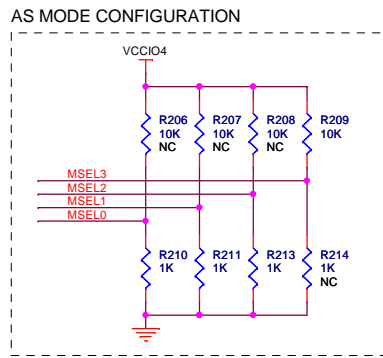 AS MODE CONFIGURATION
VCCIO4
R206 R207 R208 R209
10K 10K 10K 10K
NC NC NC
MSEL3
MSEL2
MSEL1
MSEL0
R210 R211 R213 R214
1K 1K 1K 1K
NC